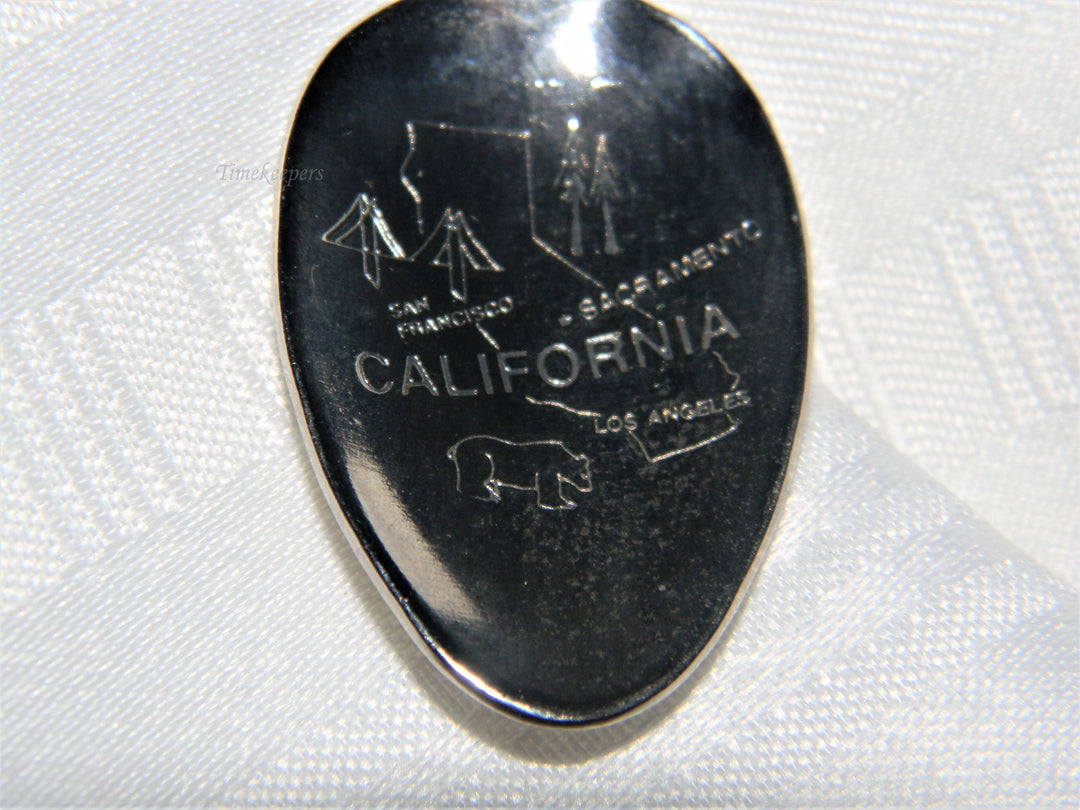 Timekeepers
SAN
FRANCISCO
SACRAMENTO
CALIFORNIA
LOS ANGELES